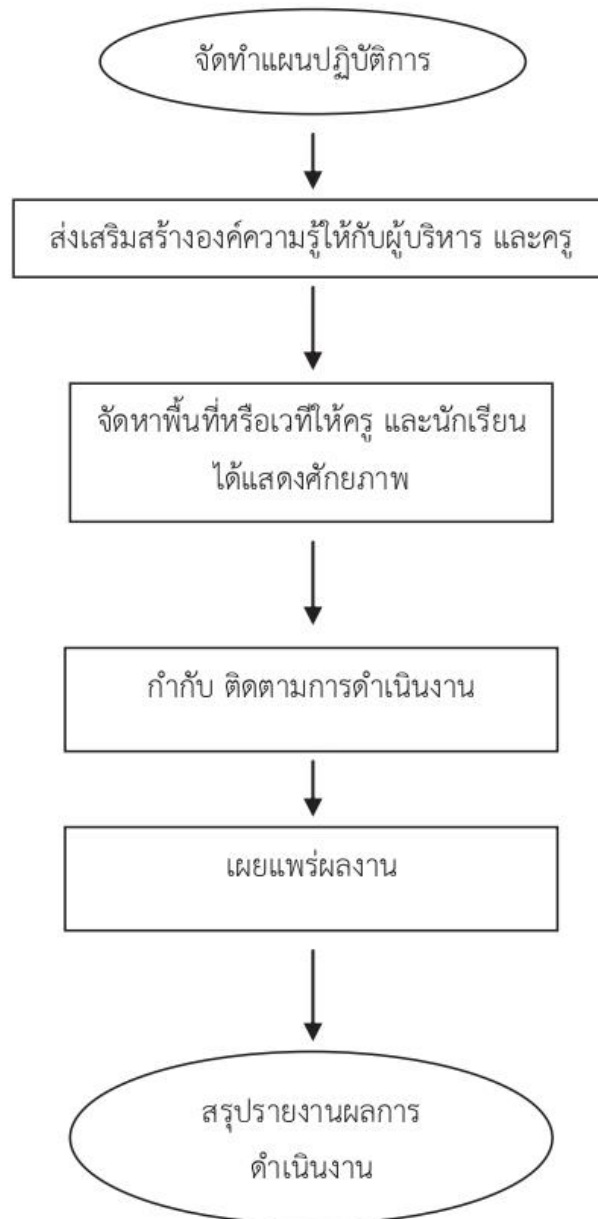 จัดทำแผนปฏิบัติการ
ส่งเสริมสร้างองค์ความรู้ให้กับผู้บริหาร และครู
จัดหาพื้นที่หรือเวทีให้ครู และนักเรียน
ได้แสดงศักยภาพ
กำกับ ติดตามการดำเนินงาน
เผยแพร่ผลงาน
สรุปรายงานผลการ
ดำเนินงาน